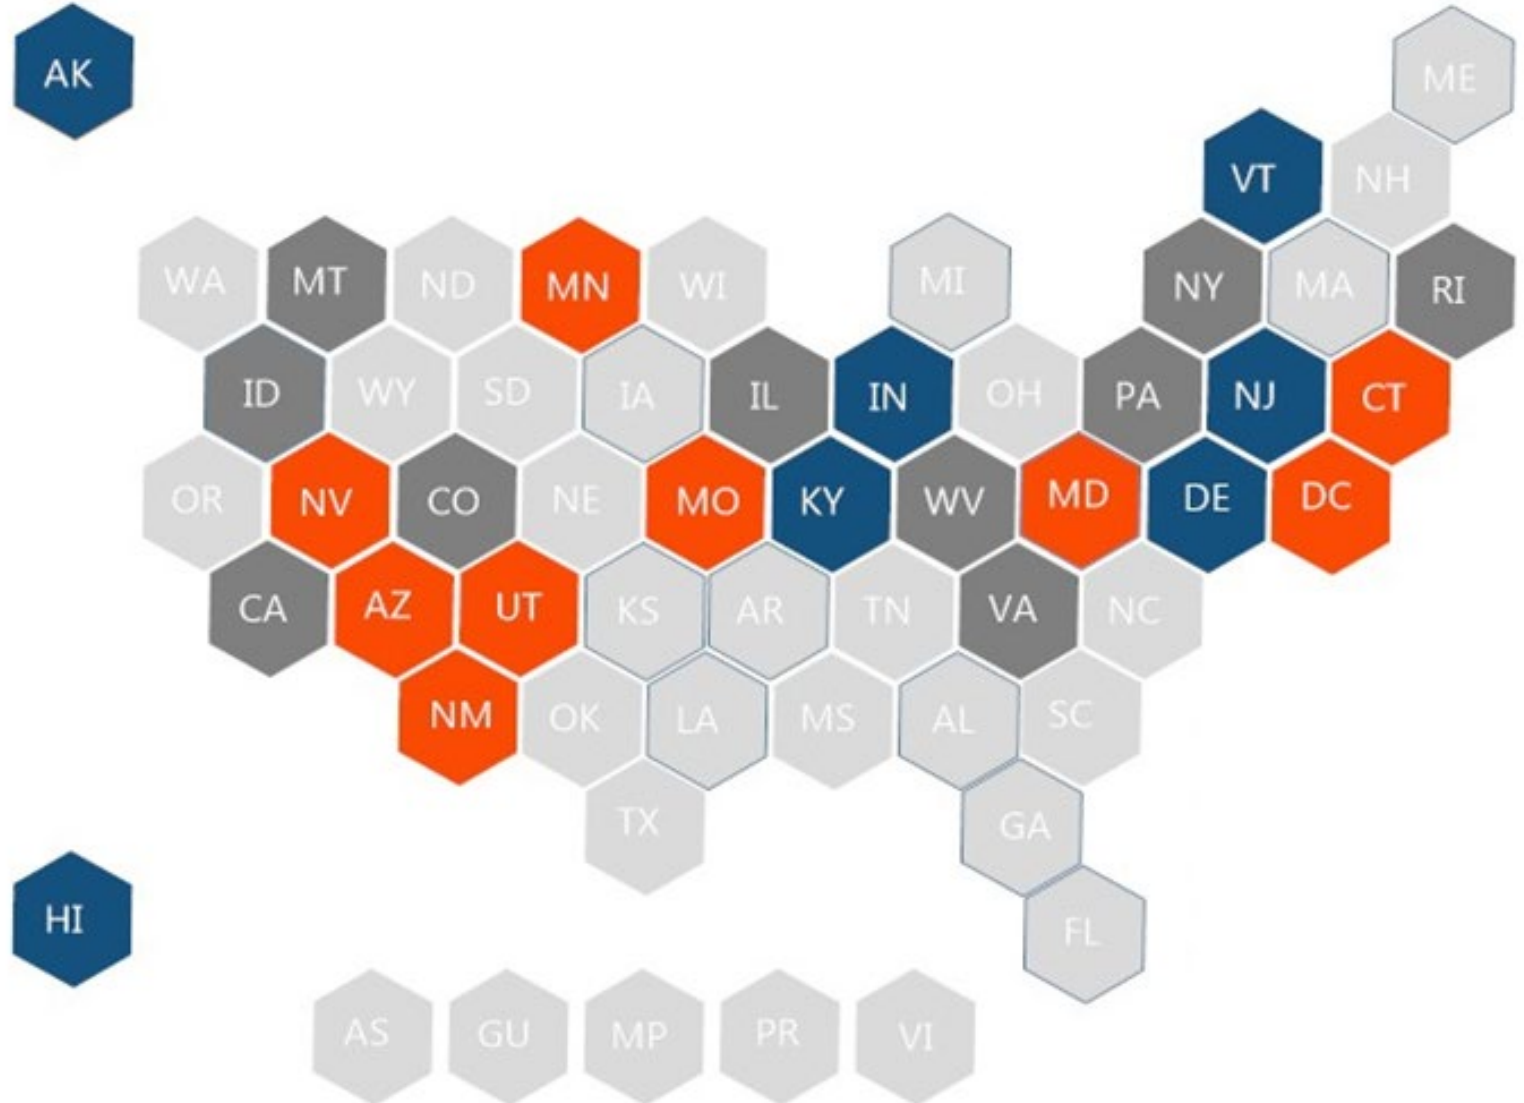 AK ME
VT NH
WA MT ND MN WI MI NY MA RI
ID WY SD IA IL IN OH PA NJ CT
OR NV CO NE MO KY WV MD DE DC
CA AZ UT KS AR TN VA NC
NM OK LA MS AL SC
TX GA
HI FL
AS GU MP PR VI